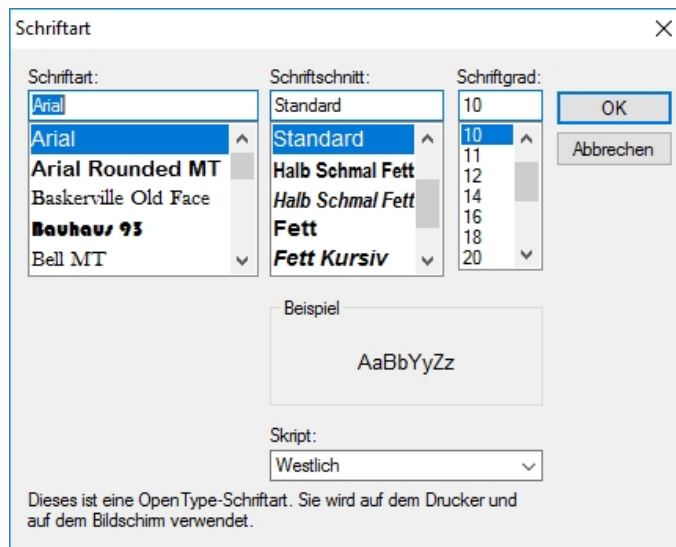 Schriftart
Schriftart:
Arial
Arial
Arial Rounded MT
Baskerville Old Face
Bauhaus 93
Bell MT
Schriftschnitt:
Standard
Standard
Halb Schmal Fett
Halb Schmal Fett
Fett
Fett Kursiv
Schriftgrad:
10
10
11
12
14
16
18
20
OK
Abbrechen
Beispiel
AaBbYyZz
Skript:
Westlich
Dieses ist eine OpenType-Schriftart. Sie wird auf dem Drucker und
auf dem Bildschirm verwendet.